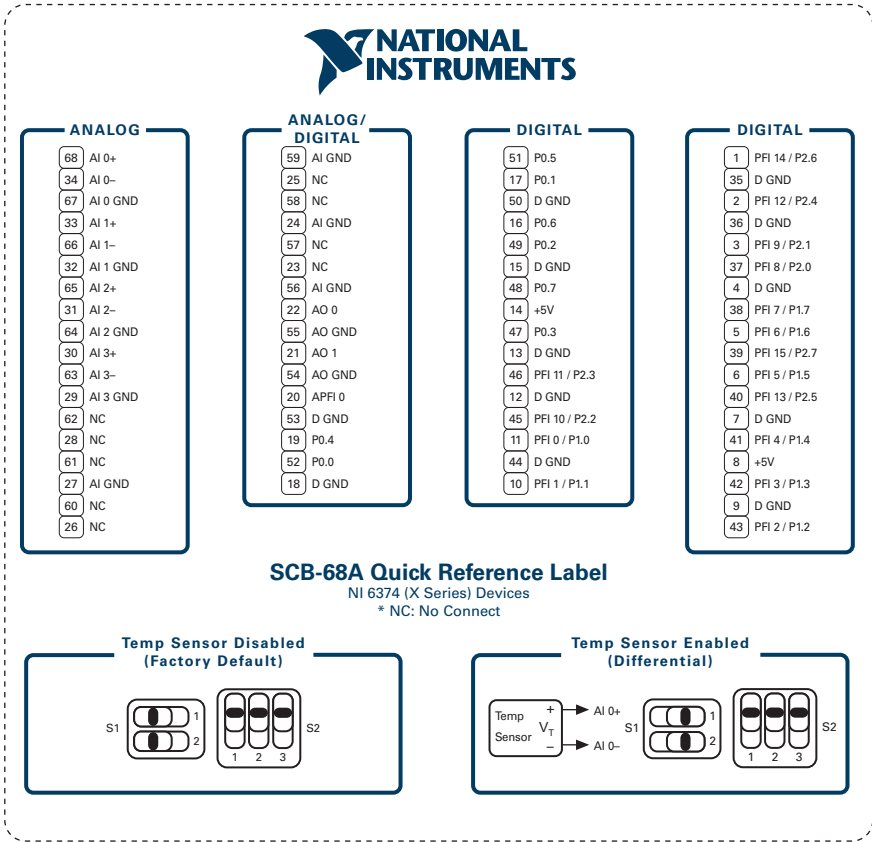 NATIONAL
INSTRUMENTS
ANALOG
68 AI 0+
34 AI 0–
67 AI 0 GND
33 AI 1+
66 AI 1–
32 AI 1 GND
65 AI 2+
31 AI 2–
64 AI 2 GND
30 AI 3+
63 AI 3–
29 AI 3 GND
62 NC
28 NC
61 NC
27 AI GND
60 NC
26 NC
ANALOG/
DIGITAL
59 AI GND
25 NC
58 NC
24 AI GND
57 NC
23 NC
56 AI GND
22 AO 0
55 AO GND
21 AO 1
54 AO GND
20 APFI 0
53 D GND
19 P0.4
52 P0.0
18 D GND
DIGITAL
51 P0.5
17 P0.1
50 D GND
16 P0.6
49 P0.2
15 D GND
48 P0.7
14 +5V
47 P0.3
13 D GND
46 PFI 11 / P2.3
12 D GND
45 PFI 10 / P2.2
11 PFI 0 / P1.0
44 D GND
10 PFI 1 / P1.1
DIGITAL
1 PFI 14 / P2.6
35 D GND
2 PFI 12 / P2.4
36 D GND
3 PFI 9 / P2.1
37 PFI 8 / P2.0
4 D GND
38 PFI 7 / P1.7
5 PFI 6 / P1.6
39 PFI 15 / P2.7
6 PFI 5 / P1.5
40 PFI 13 / P2.5
7 D GND
41 PFI 4 / P1.4
8 +5V
42 PFI 3 / P1.3
9 D GND
43 PFI 2 / P1.2
SCB-68A Quick Reference Label
NI 6374 (X Series) Devices
* NC: No Connect
Temp Sensor Disabled
(Factory Default)
S1
1
2
S2
1 2 3
Temp Sensor Enabled
(Differential)
Temp
Sensor
+
VT
–
AI 0+
AI 0–
S1
1
2
S2
1 2 3